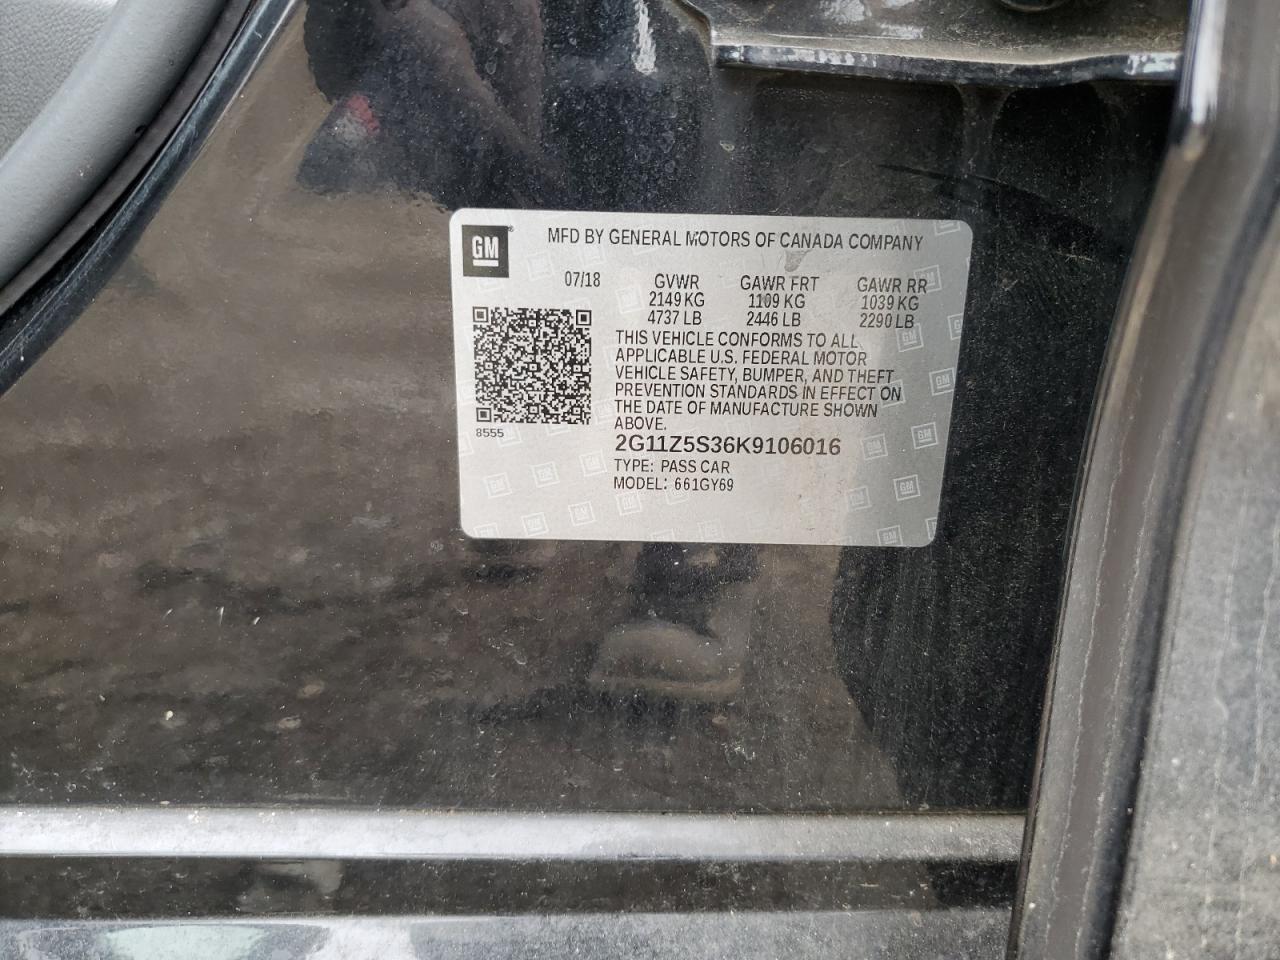 GM
MFD BY GENERAL MOTORS OF CANADA COMPANY
07/18 GVWR GAWR FRT GAWR RR
2149 KG 1109 KG 1039 KG
4737 LB 2446 LB 2290 LB
THIS VEHICLE CONFORMS TO ALL
APPLICABLE U.S. FEDERAL MOTOR
VEHICLE SAFETY, BUMPER, AND THEFT
PREVENTION STANDARDS IN EFFECT ON
THE DATE OF MANUFACTURE SHOWN
ABOVE.
8555
2G11Z5S36K9106016
TYPE: PASS CAR
MODEL: 661GY69